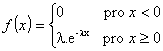 f(x) = { 0 pro x < 0
λ.e^-λx pro x ≥ 0